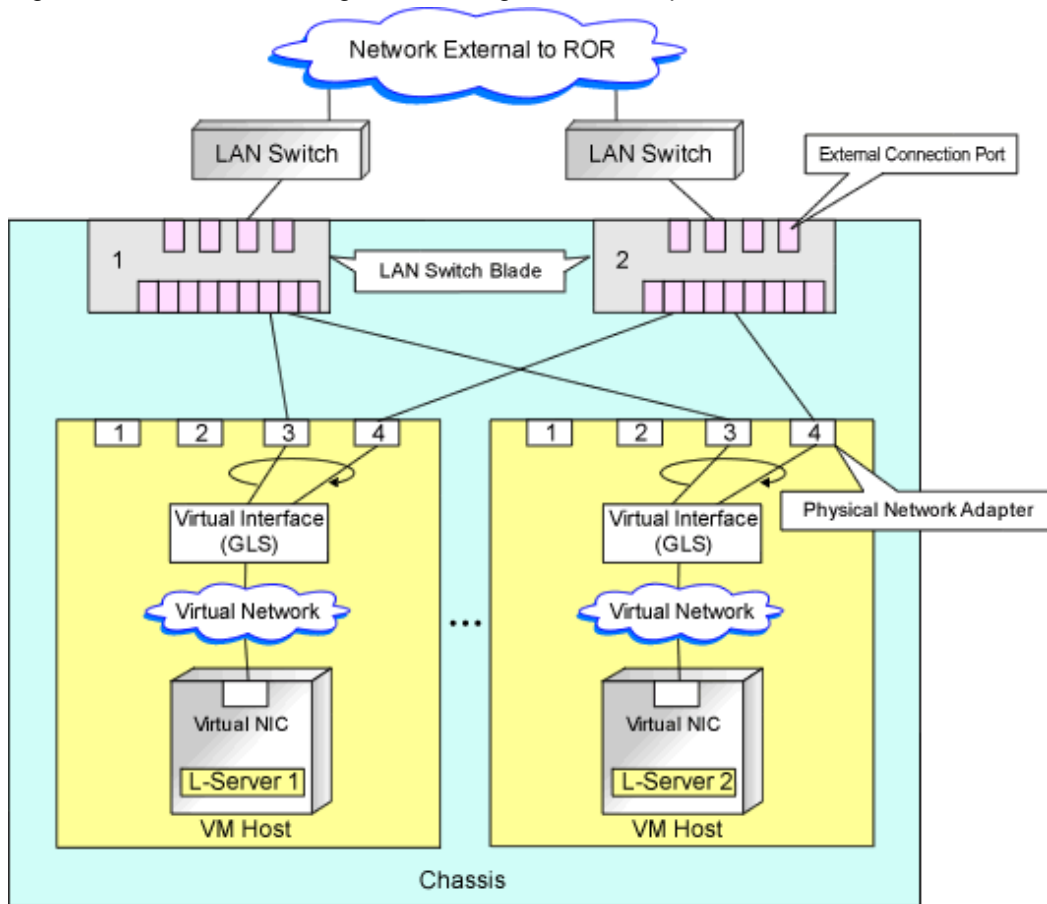 Network External to ROR
LAN Switch
LAN Switch
External Connection Port
1
LAN Switch Blade
2
1
2
3
4
1
2
3
4
Physical Network Adapter
Virtual Interface
(GLS)
Virtual Interface
(GLS)
Virtual Network
...
Virtual Network
Virtual NIC
Virtual NIC
L-Server 1
L-Server 2
VM Host
VM Host
Chassis